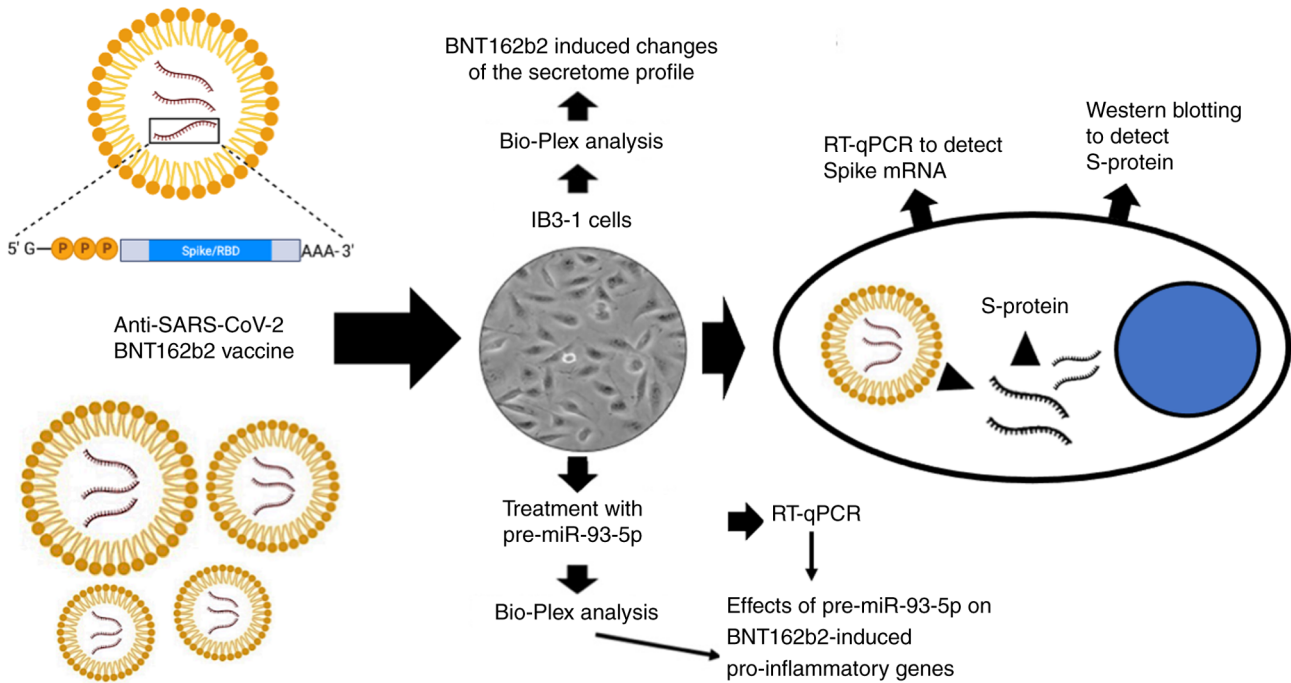 BNT162b2 induced changes
of the secretome profile
Bio-Plex analysis
IB3-1 cells
5' G
P P P
Spike/RBD
AAA- 3'
Anti-SARS-CoV-2
BNT162b2 vaccine
RT-qPCR to detect
Spike mRNA
Western blotting
to detect
S-protein
S-protein
Treatment with
pre-miR-93-5p
Bio-Plex analysis
RT-qPCR
Effects of pre-miR-93-5p on
BNT162b2-induced
pro-inflammatory genes